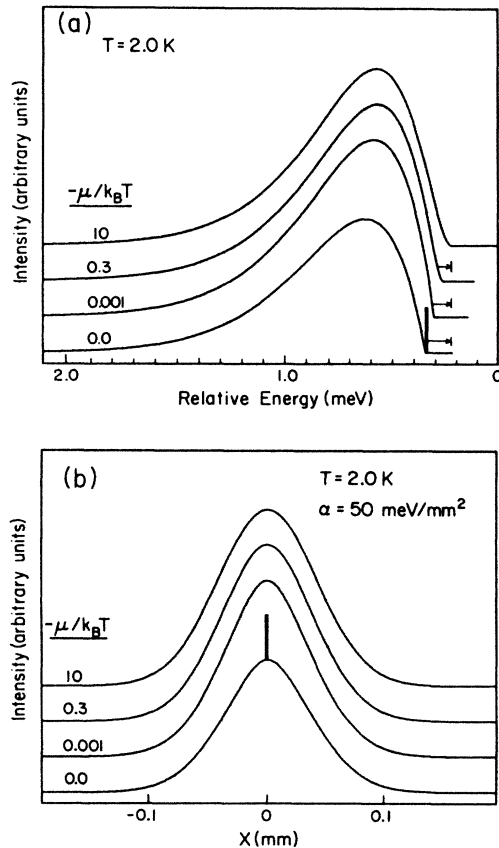 (a)
T = 2.0 K
Intensity (arbitrary units)
-μ/k_BT
10
0.3
0.001
0.0
2.0
1.0
0
Relative Energy (meV)
(b)
T = 2.0 K
α = 50 meV/mm²
Intensity (arbitrary units)
-μ/k_BT
10
0.3
0.001
0.0
-0.1
0
0.1
X (mm)